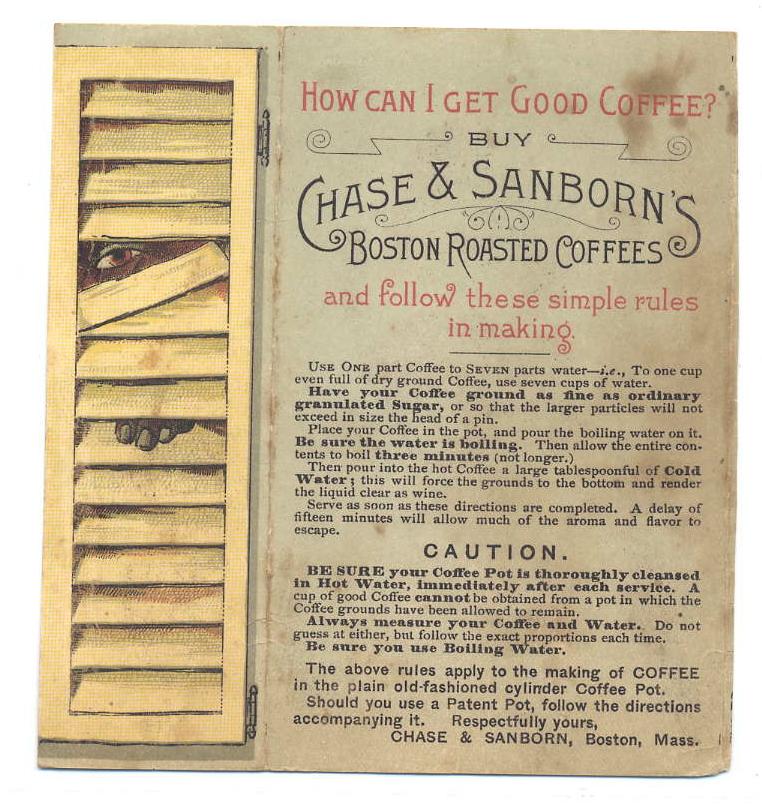 HOW CAN I GET GOOD COFFEE?
BUY
CHASE & SANBORN'S
BOSTON ROASTED COFFEES
and follow these simple rules
in making.
USE ONE part Coffee to SEVEN parts water—i.e., To one cup
even full of dry ground Coffee, use seven cups of water.
Have your Coffee ground as fine as ordinary
granulated Sugar, or so that the larger particles will not
exceed in size the head of a pin.
Place your Coffee in the pot, and pour the boiling water on it.
Be sure the water is boiling. Then allow the entire con-
tents to boil three minutes (not longer.)
Then pour into the hot Coffee a large tablespoonful of Cold
Water; this will force the grounds to the bottom and render
the liquid clear as wine.
Serve as soon as these directions are completed. A delay of
fifteen minutes will allow much of the aroma and flavor to
escape.
CAUTION.
BE SURE your Coffee Pot is thoroughly cleansed
in Hot Water, immediately after each service. A
cup of good Coffee cannot be obtained from a pot in which the
Coffee grounds have been allowed to remain.
Always measure your Coffee and Water. Do not
guess at either, but follow the exact proportions each time.
Be sure you use Boiling Water.
The above rules apply to the making of COFFEE
in the plain old-fashioned cylinder Coffee Pot.
Should you use a Patent Pot, follow the directions
accompanying it. Respectfully yours,
CHASE & SANBORN, Boston, Mass.